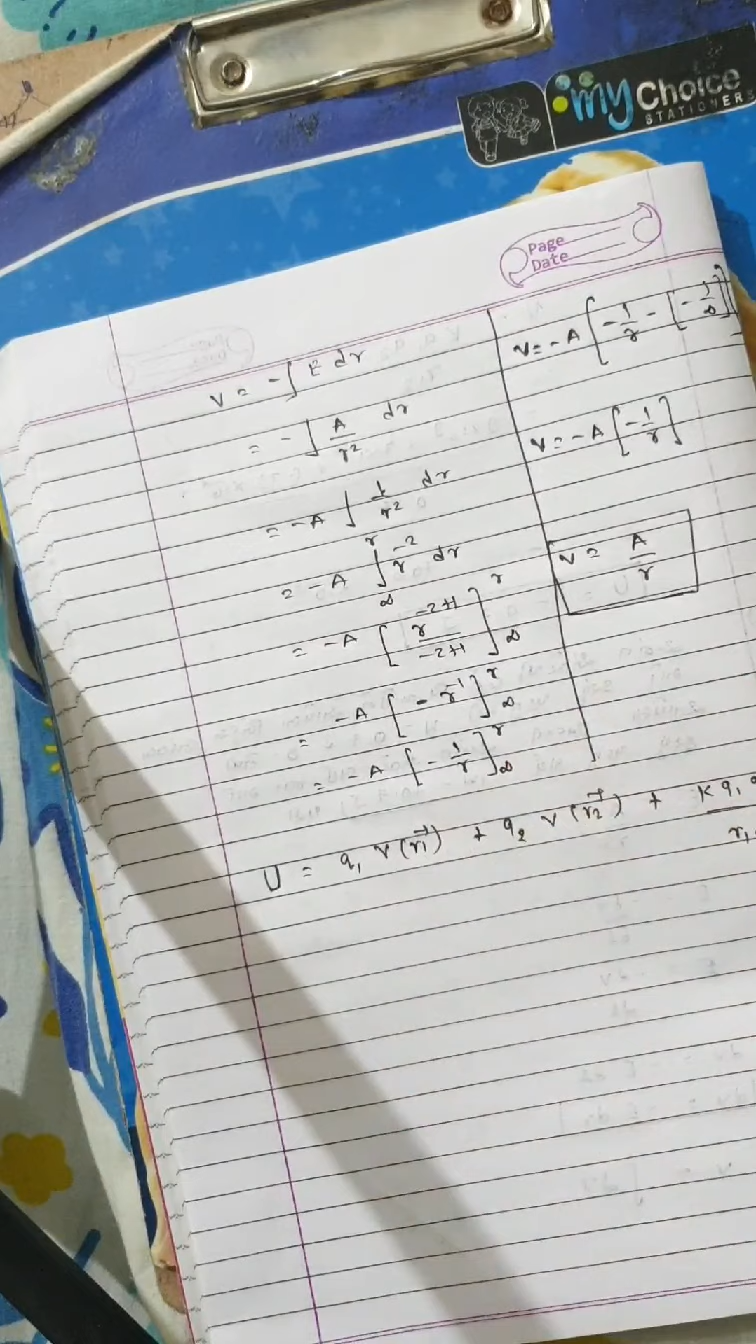 my Choice
STATIONERS
Page
Date
V = -∫ E dr
= -∫ A/r² dr
= -A ∫ 1/r² dr
= -A ∫_∞^r r^-2 dr
= -A [r^(-2+1)/(-2+1)]_∞^r
= -A [-r^-1]_∞^r
= -A [-1/r]_∞^r
V = -A [-1/r - [-1/∞]]
V = -A [-1/r]
V = A/r
U = q₁ V(r₁⃗) + q₂ V(r₂⃗) + K q₁